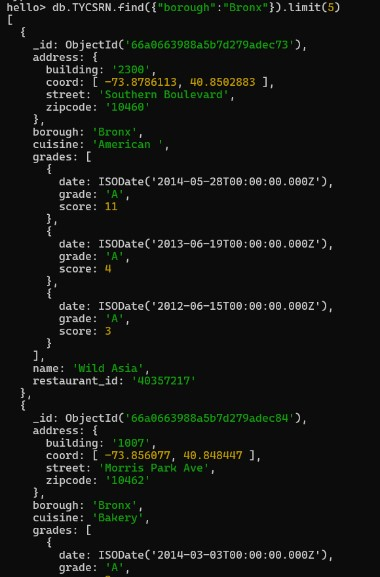 hello> db.TYCSRN.find({"borough":"Bronx"}).limit(5)
[
  {
    _id: ObjectId('66a0663988a5b7d279adec73'),
    address: {
      building: '2300',
      coord: [ -73.8786113, 40.8502883 ],
      street: 'Southern Boulevard',
      zipcode: '10460'
    },
    borough: 'Bronx',
    cuisine: 'American ',
    grades: [
      {
        date: ISODate('2014-05-28T00:00:00.000Z'),
        grade: 'A',
        score: 11
      },
      {
        date: ISODate('2013-06-19T00:00:00.000Z'),
        grade: 'A',
        score: 4
      },
      {
        date: ISODate('2012-06-15T00:00:00.000Z'),
        grade: 'A',
        score: 3
      }
    ],
    name: 'Wild Asia',
    restaurant_id: '40357217'
  },
  {
    _id: ObjectId('66a0663988a5b7d279adec84'),
    address: {
      building: '1007',
      coord: [ -73.856077, 40.848447 ],
      street: 'Morris Park Ave',
      zipcode: '10462'
    },
    borough: 'Bronx',
    cuisine: 'Bakery',
    grades: [
      {
        date: ISODate('2014-03-03T00:00:00.000Z'),
        grade: 'A',